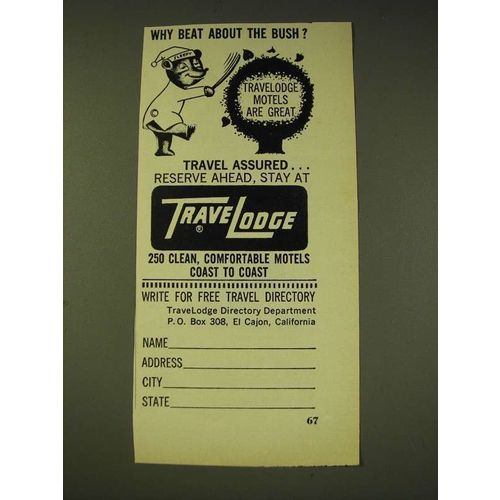 WHY BEAT ABOUT THE BUSH?
TRAVELODGE
MOTELS
ARE GREAT
TRAVEL ASSURED...
RESERVE AHEAD, STAY AT
TRAVELODGE
®
250 CLEAN, COMFORTABLE MOTELS
COAST TO COAST
WRITE FOR FREE TRAVEL DIRECTORY
TraveLodge Directory Department
P.O. Box 308, El Cajon, California
NAME
ADDRESS
CITY
STATE
67